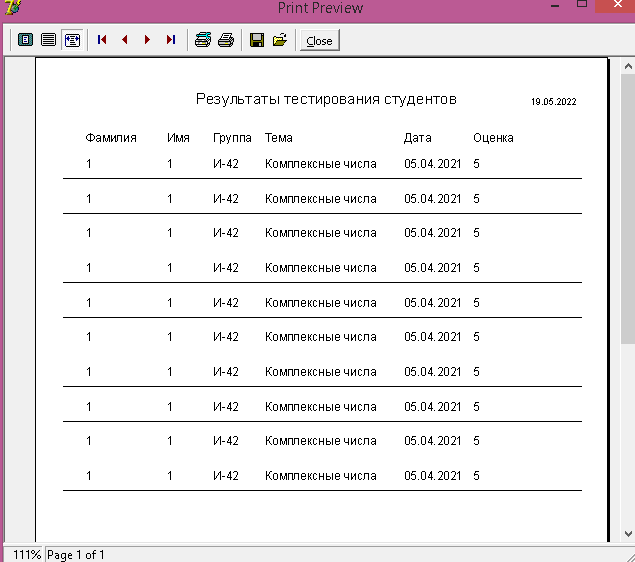 Print Preview
Close
Результаты тестирования студентов 19.05.2022
Фамилия Имя Группа Тема Дата Оценка
1 1 И-42 Комплексные числа 05.04.2021 5
1 1 И-42 Комплексные числа 05.04.2021 5
1 1 И-42 Комплексные числа 05.04.2021 5
1 1 И-42 Комплексные числа 05.04.2021 5
1 1 И-42 Комплексные числа 05.04.2021 5
1 1 И-42 Комплексные числа 05.04.2021 5
1 1 И-42 Комплексные числа 05.04.2021 5
1 1 И-42 Комплексные числа 05.04.2021 5
1 1 И-42 Комплексные числа 05.04.2021 5
1 1 И-42 Комплексные числа 05.04.2021 5
111% Page 1 of 1